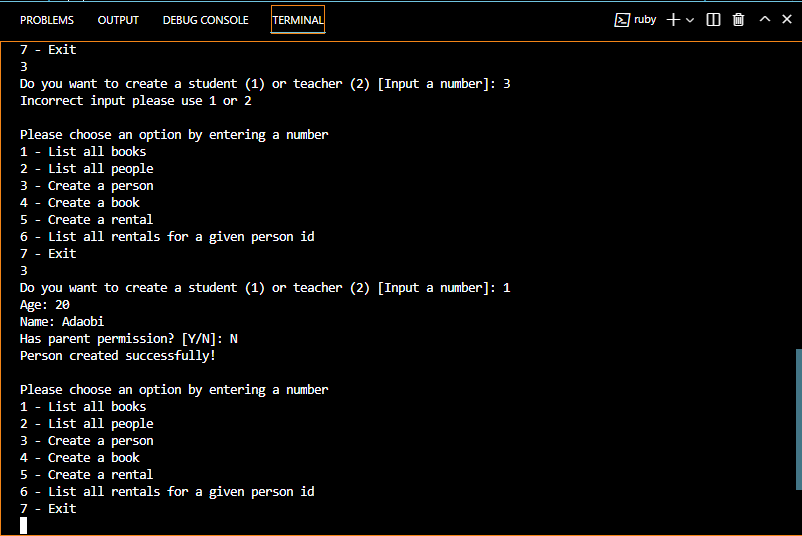 PROBLEMS OUTPUT DEBUG CONSOLE TERMINAL ruby
7 - Exit
3
Do you want to create a student (1) or teacher (2) [Input a number]: 3
Incorrect input please use 1 or 2
Please choose an option by entering a number
1 - List all books
2 - List all people
3 - Create a person
4 - Create a book
5 - Create a rental
6 - List all rentals for a given person id
7 - Exit
3
Do you want to create a student (1) or teacher (2) [Input a number]: 1
Age: 20
Name: Adaobi
Has parent permission? [Y/N]: N
Person created successfully!
Please choose an option by entering a number
1 - List all books
2 - List all people
3 - Create a person
4 - Create a book
5 - Create a rental
6 - List all rentals for a given person id
7 - Exit